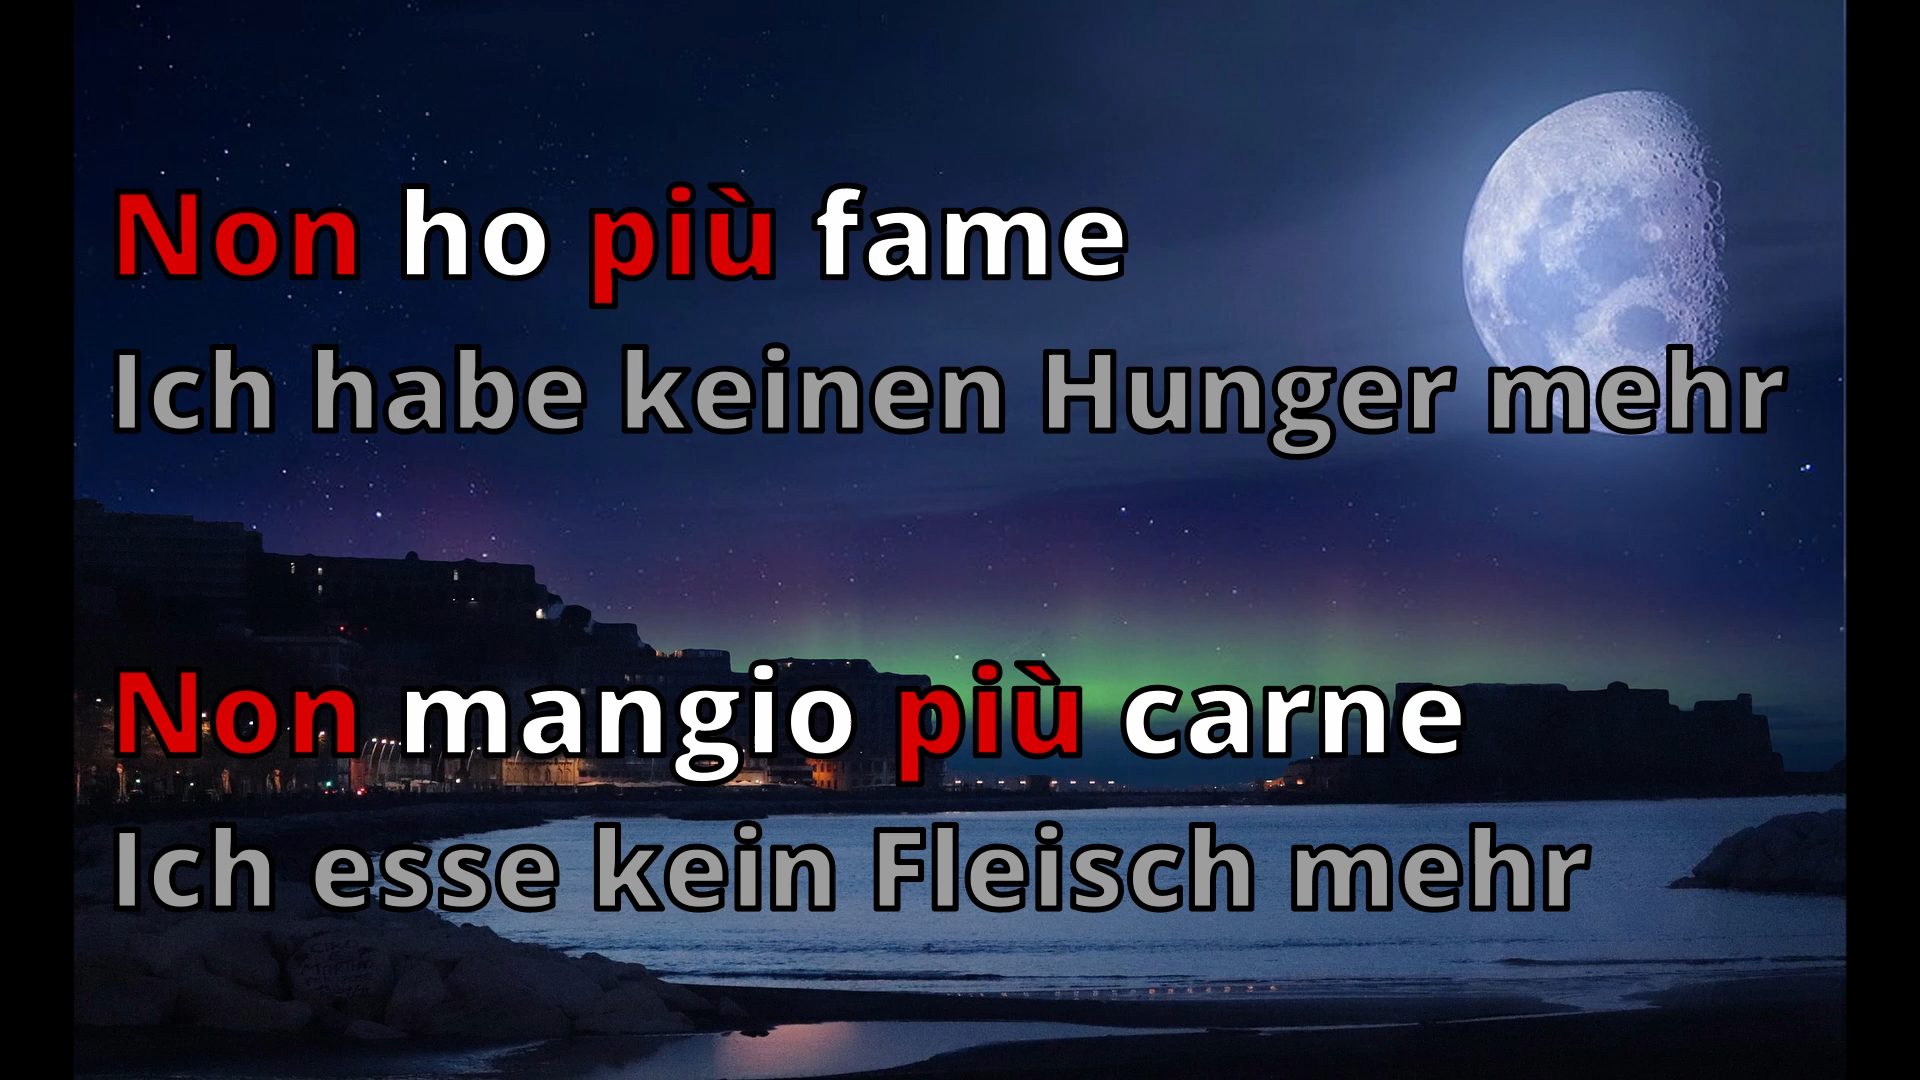 Non ho più fame
Ich habe keinen Hunger mehr
Non mangio più carne
Ich esse kein Fleisch mehr